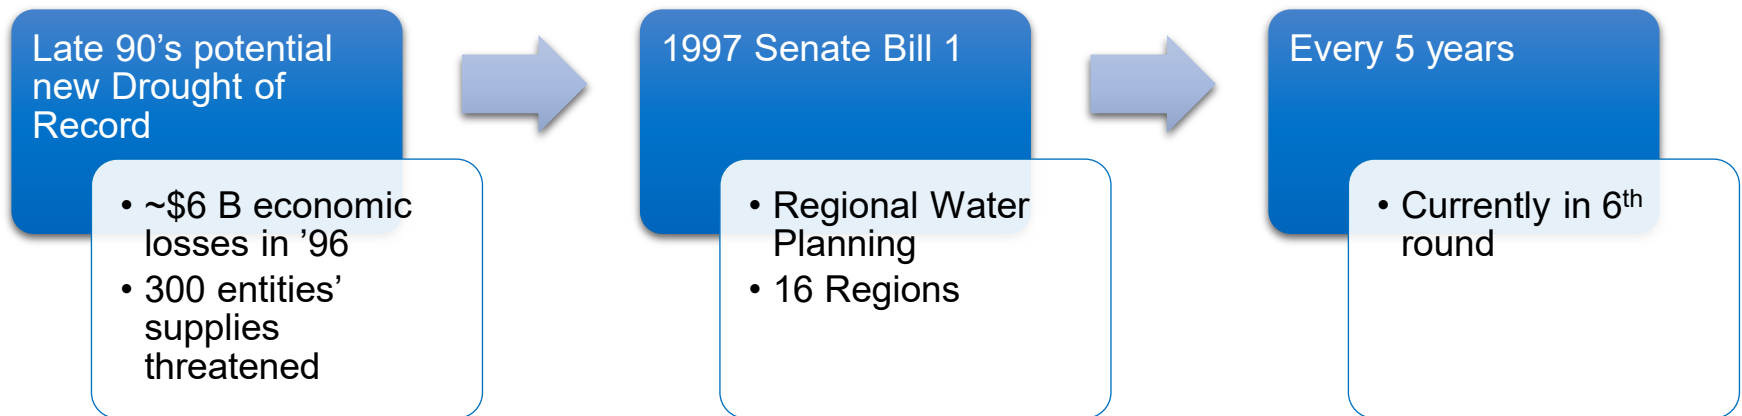 Late 90’s potential
new Drought of
Record
• ~$6 B economic
losses in ’96
• 300 entities’
supplies
threatened
1997 Senate Bill 1
• Regional Water
Planning
• 16 Regions
Every 5 years
• Currently in 6th
round